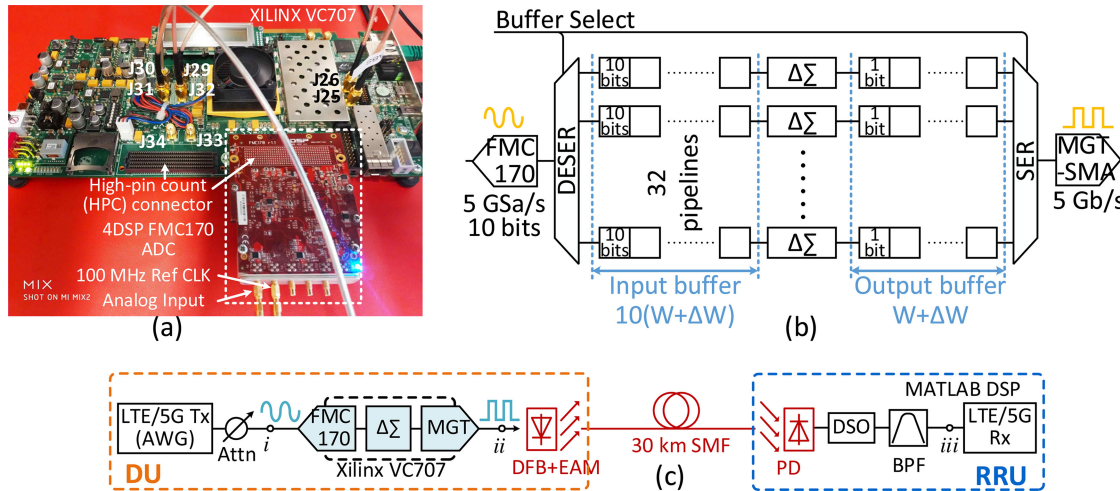 XILINX VC707
J30
J29
J31
J32
J26
J25
J34
J33
High-pin count
(HPC) connector
4DSP FMC170
ADC
100 MHz Ref CLK
Analog Input
MIX
SHOT ON MI MIX2
(a)
Buffer Select
FMC
170
5 GSa/s
10 bits
DESER
10
bits
ΔΣ
1
bit
10
bits
ΔΣ
1
bit
32
pipelines
10
bits
ΔΣ
1
bit
SER
MGT
-SMA
5 Gb/s
Input buffer
10(W+ΔW)
Output buffer
W+ΔW
(b)
LTE/5G Tx
(AWG)
Attn
i
FMC
170
ΔΣ
MGT
Xilinx VC707
ii
DFB+EAM
DU
30 km SMF
(c)
PD
DSO
BPF
iii
MATLAB DSP
LTE/5G
Rx
RRU